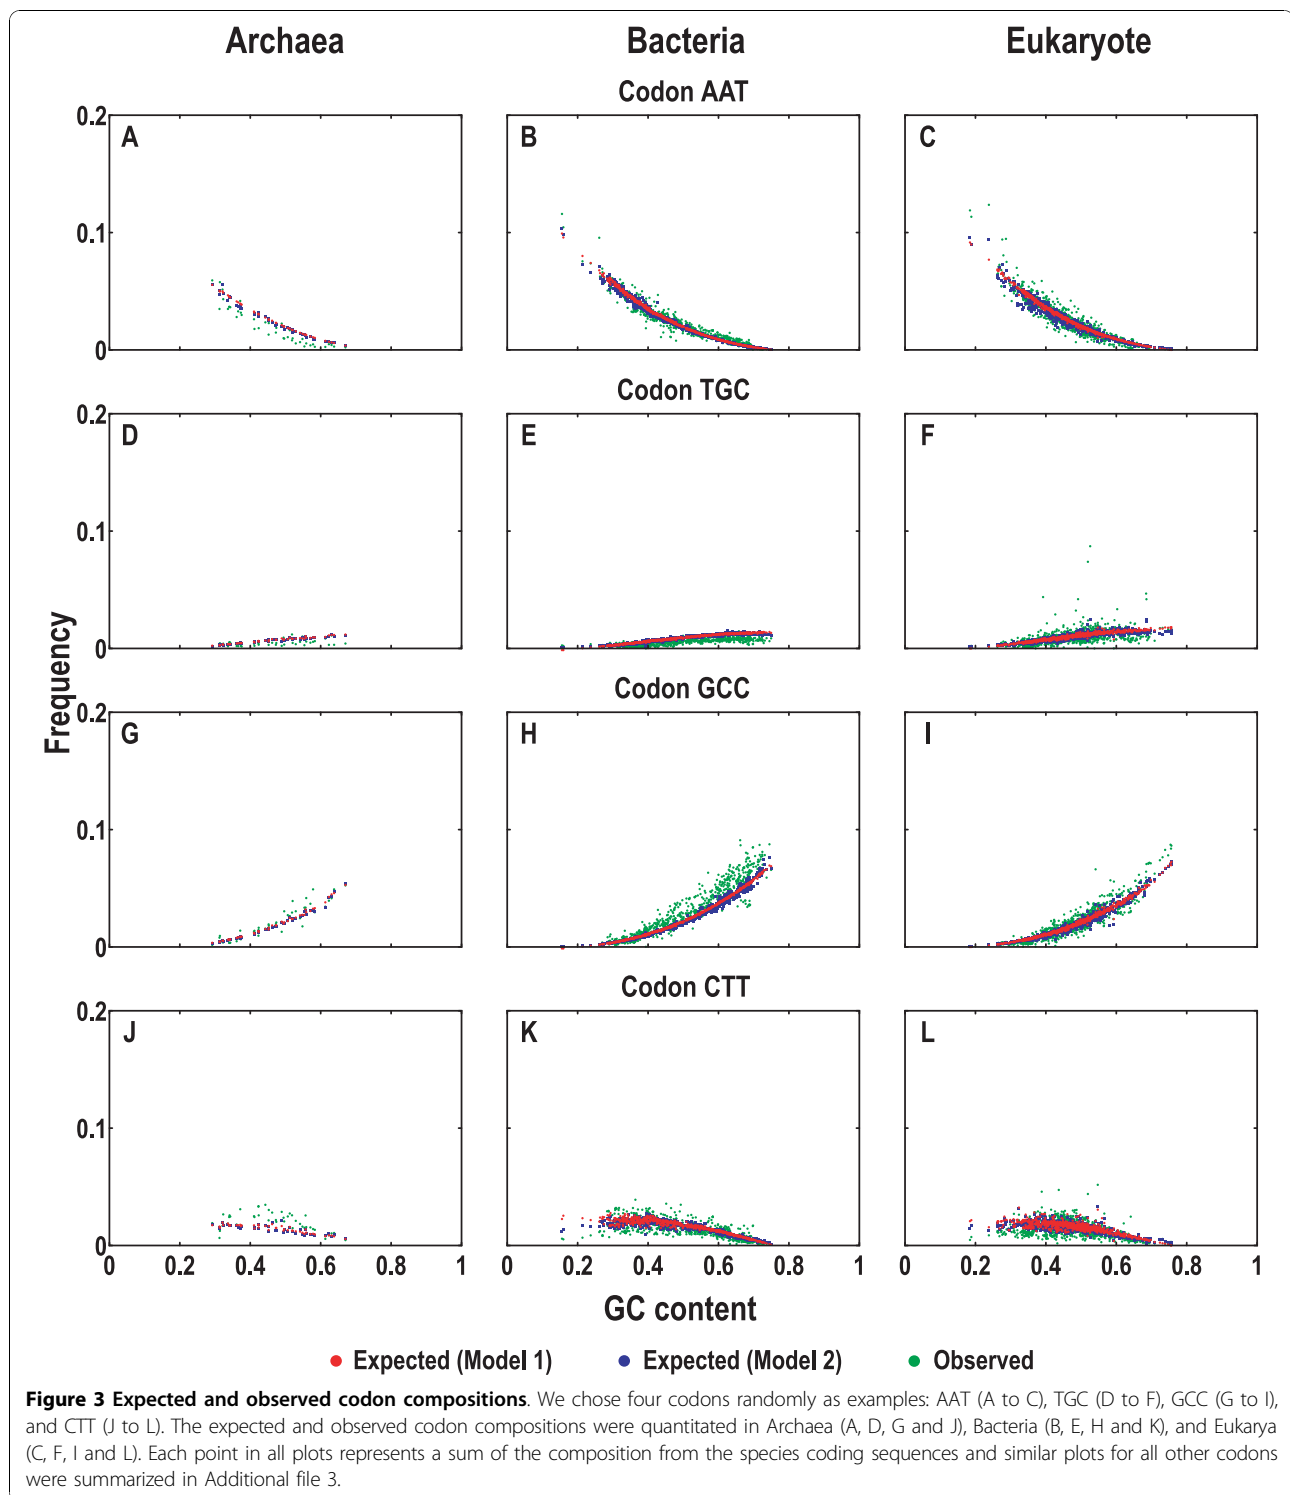 Archaea Bacteria Eukaryote
Codon AAT
0.2 A B C
0.1
0
Codon TGC
0.2 D E F
0.1
0
Codon GCC
0.2 G H I
0.1
0
Codon CTT
0.2 J K L
0.1
0
0 0.2 0.4 0.6 0.8 1 0 0.2 0.4 0.6 0.8 1 0 0.2 0.4 0.6 0.8 1
Frequency
GC content
Expected (Model 1) Expected (Model 2) Observed
Figure 3 Expected and observed codon compositions. We chose four codons randomly as examples: AAT (A to C), TGC (D to F), GCC (G to I),
and CTT (J to L). The expected and observed codon compositions were quantitated in Archaea (A, D, G and J), Bacteria (B, E, H and K), and Eukarya
(C, F, I and L). Each point in all plots represents a sum of the composition from the species coding sequences and similar plots for all other codons
were summarized in Additional file 3.